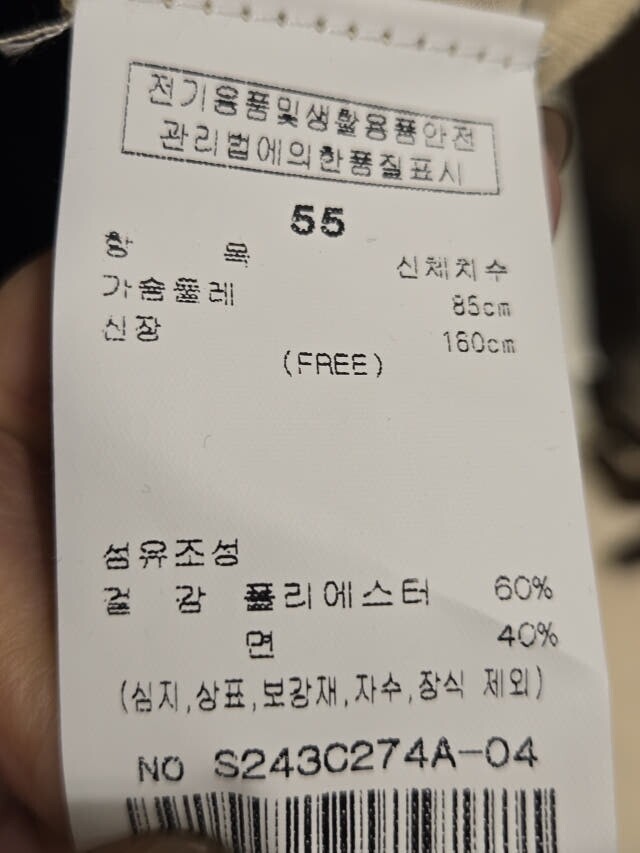 전기용품및생활용품안전
관리법에의한품질표시
55
항 목 신체치수
가슴둘레 85cm
신장 160cm
(FREE)
섬유조성
겉 감 폴리에스터 60%
면 40%
(심지,상표,보강재,자수,장식 제외)
NO S243C274A-04